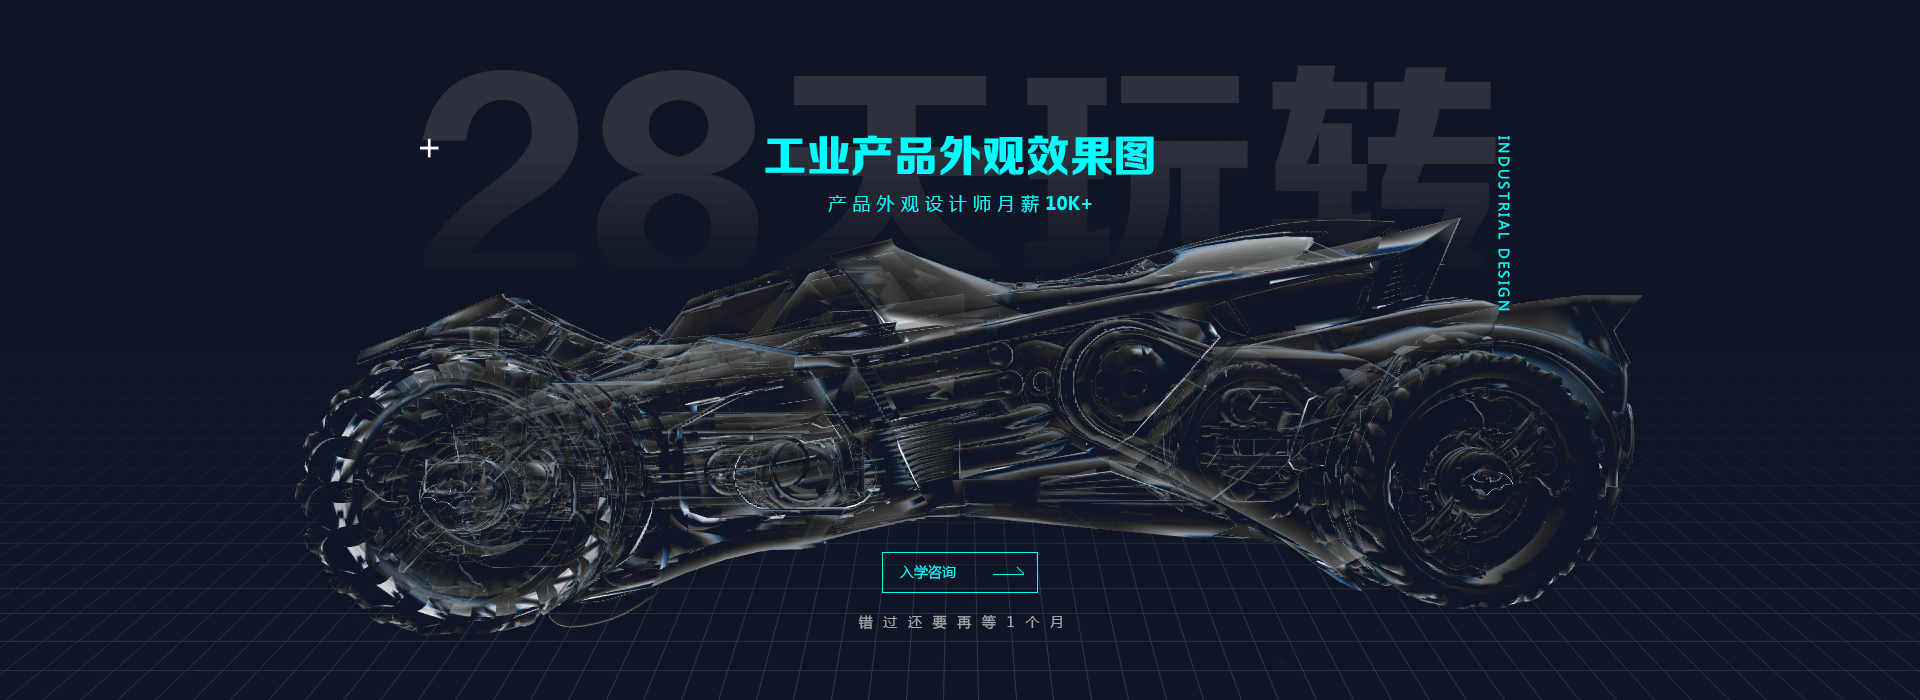 28天玩转
工业产品外观效果图
产品外观设计师月薪10K+
INDUSTRIAL DESIGN
入学咨询
错过还要再等1个月